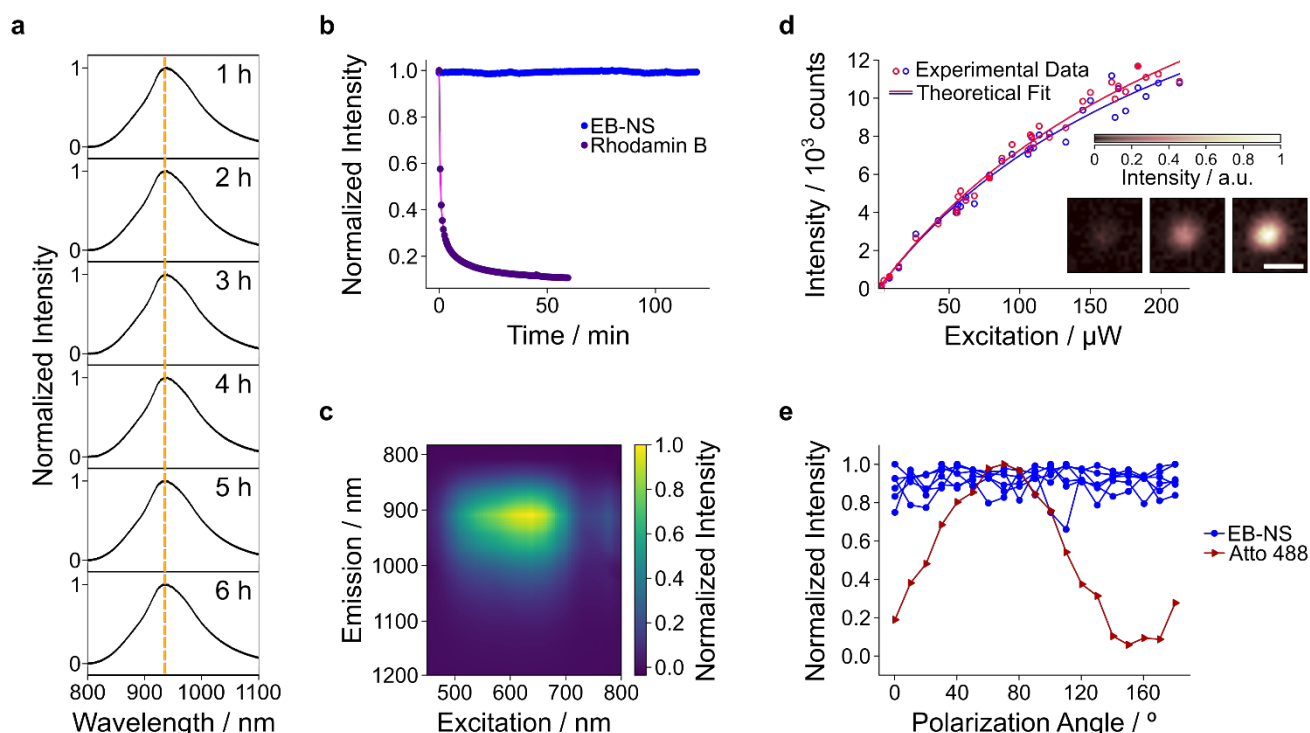 a
Normalized Intensity
1
0
1 h
1
0
2 h
1
0
3 h
1
0
4 h
1
0
5 h
1
0
6 h
800 900 1000 1100
Wavelength / nm
b
Normalized Intensity
1.0
0.8
0.6
0.4
0.2
EB-NS
Rhodamin B
0 50 100
Time / min
c
Emission / nm
800
900
1000
1100
1200
500 600 700 800
Excitation / nm
1.0
0.8
0.6
0.4
0.2
0.0
Normalized Intensity
d
Intensity / 10³ counts
12
10
8
6
4
2
0
Experimental Data
Theoretical Fit
0 0.2 0.4 0.6 0.8 1
Intensity / a.u.
50 100 150 200
Excitation / µW
e
Normalized Intensity
1.0
0.8
0.6
0.4
0.2
0.0
EB-NS
Atto 488
0 40 80 120 160
Polarization Angle / º